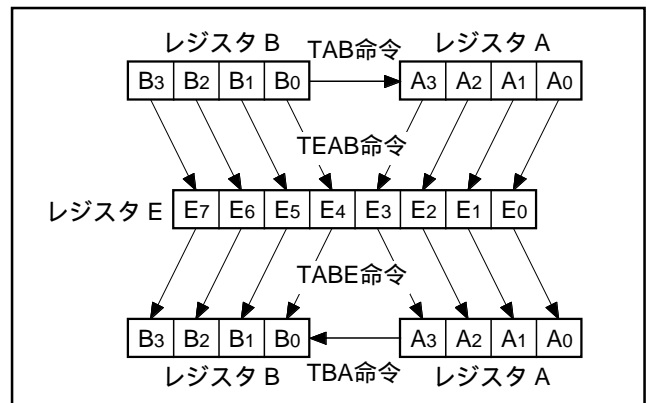 レジスタ B TAB命令 レジスタ A
B3 B2 B1 B0 A3 A2 A1 A0
TEAB命令
レジスタ E E7 E6 E5 E4 E3 E2 E1 E0
TABE命令
B3 B2 B1 B0 A3 A2 A1 A0
レジスタ B TBA命令 レジスタ A